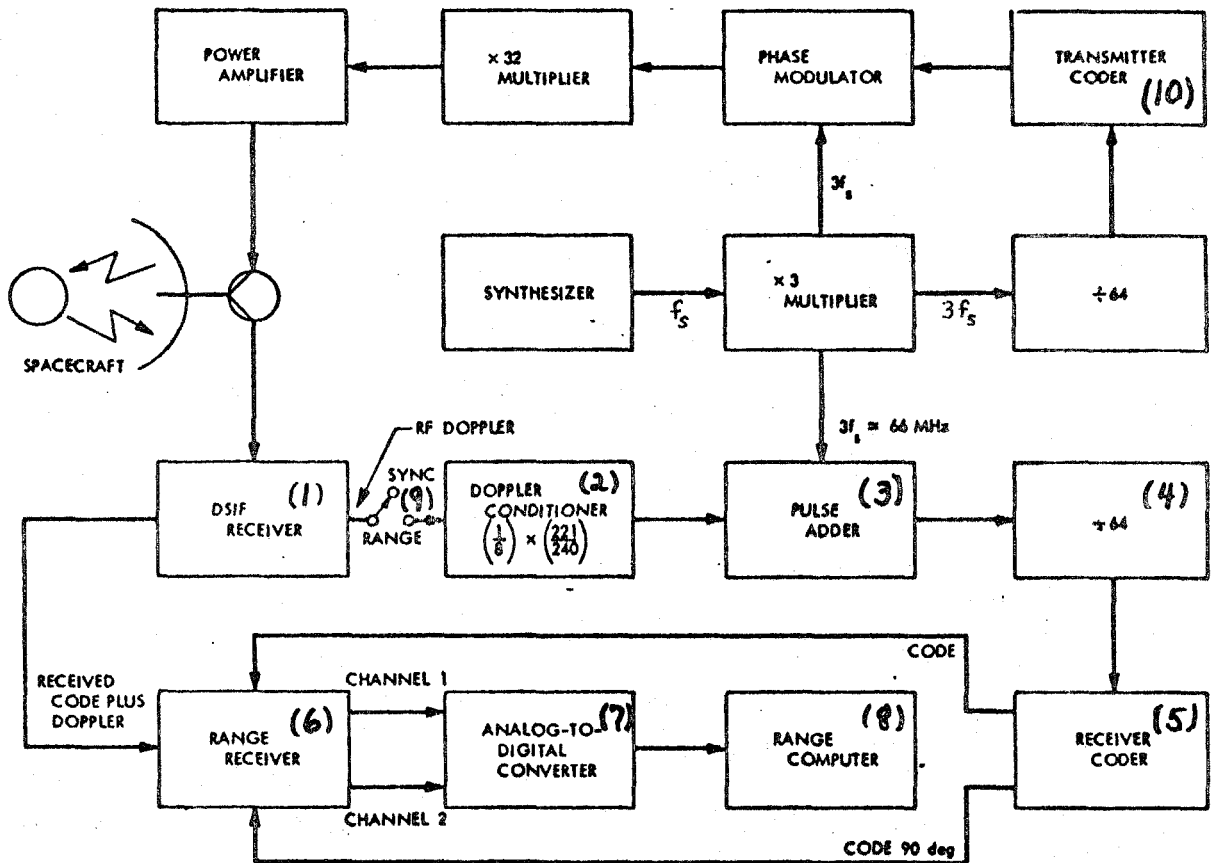 POWER
AMPLIFIER
× 32
MULTIPLIER
PHASE
MODULATOR
TRANSMITTER
CODER
(10)
3f_s
SYNTHESIZER
f_s
× 3
MULTIPLIER
3f_s
÷ 64
SPACECRAFT
3f_s ≈ 66 MHz
RF DOPPLER
DSIF
RECEIVER
(1)
SYNC
(9)
RANGE
DOPPLER
CONDITIONER
(1/8) × (221/240)
(2)
PULSE
ADDER
(3)
÷ 64
(4)
RECEIVED
CODE PLUS
DOPPLER
CHANNEL 1
CODE
RANGE
RECEIVER
(6)
ANALOG-TO-
DIGITAL
CONVERTER
(7)
RANGE
COMPUTER
(8)
RECEIVER
CODER
(5)
CHANNEL 2
CODE 90 deg